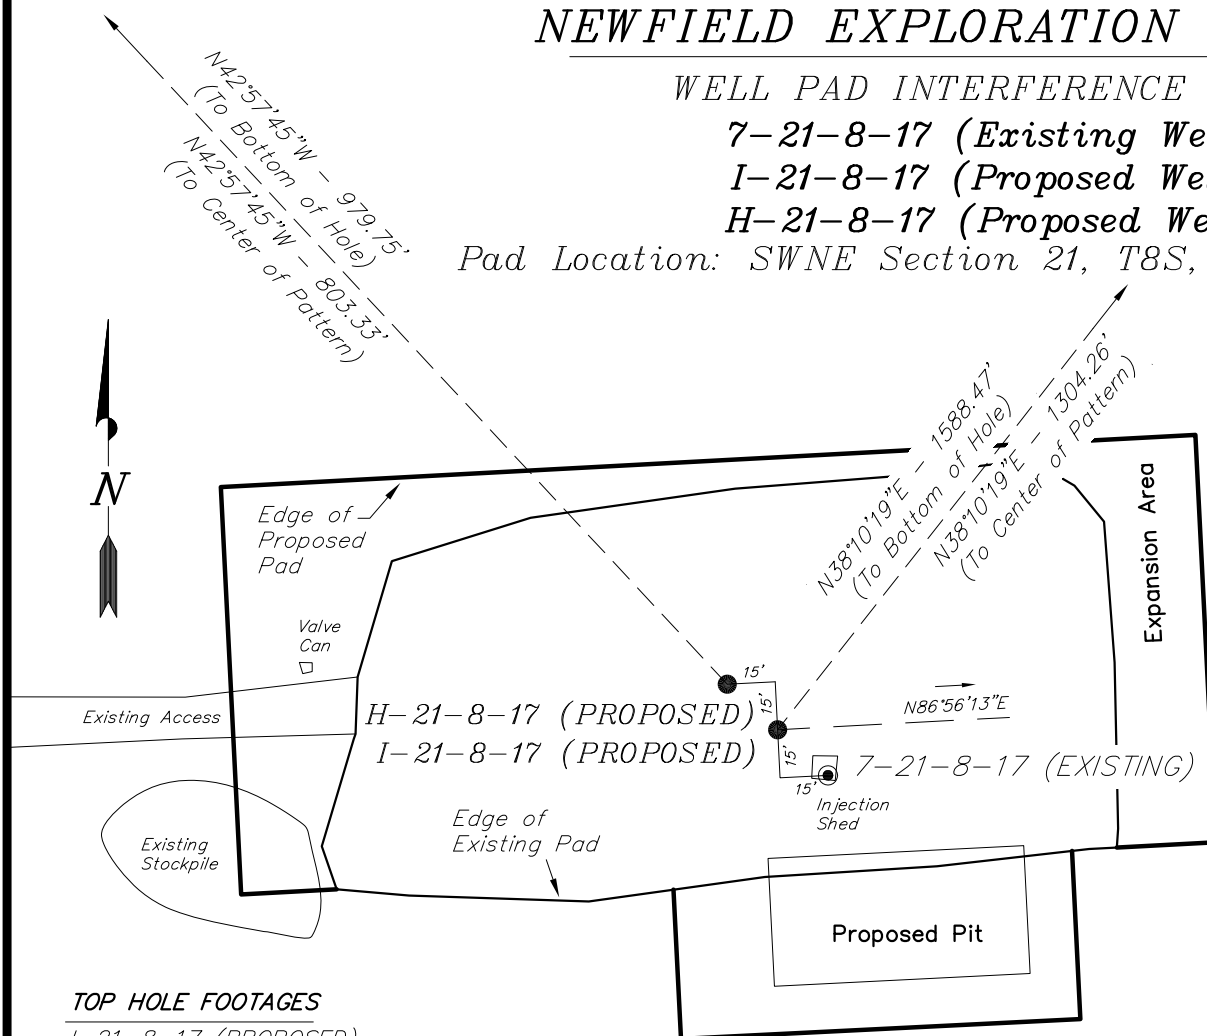 NEWFIELD EXPLORATION
WELL PAD INTERFERENCE
7-21-8-17 (Existing We
I-21-8-17 (Proposed We
H-21-8-17 (Proposed We
Pad Location: SWNE Section 21, T8S,
N42°57'45"W - 979.75'
(To Bottom of Hole)
N42°57'45"W - 803.33'
(To Center of Pattern)
N38°10'19"E - 1588.47'
(To Bottom of Hole)
N38°10'19"E - 1304.26'
(To Center of Pattern)
N
Edge of
Proposed
Pad
Expansion Area
Valve
Can
15'
15'
H-21-8-17 (PROPOSED)
N86°56'13"E
Existing Access
I-21-8-17 (PROPOSED)
15'
15'
7-21-8-17 (EXISTING)
Injection
Shed
Edge of
Existing Pad
Existing
Stockpile
Proposed Pit
TOP HOLE FOOTAGES
I-21-8-17 (PROPOSED)